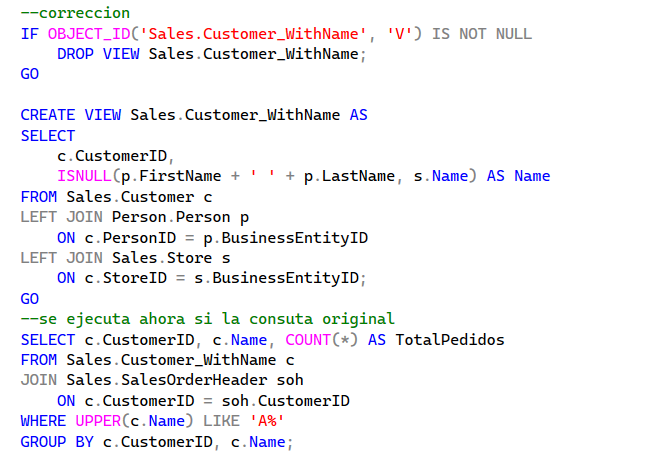 --correccion
IF OBJECT_ID('Sales.Customer_WithName', 'V') IS NOT NULL
    DROP VIEW Sales.Customer_WithName;
GO

CREATE VIEW Sales.Customer_WithName AS
SELECT
    c.CustomerID,
    ISNULL(p.FirstName + ' ' + p.LastName, s.Name) AS Name
FROM Sales.Customer c
LEFT JOIN Person.Person p
    ON c.PersonID = p.BusinessEntityID
LEFT JOIN Sales.Store s
    ON c.StoreID = s.BusinessEntityID;
GO
--se ejecuta ahora si la consuta original
SELECT c.CustomerID, c.Name, COUNT(*) AS TotalPedidos
FROM Sales.Customer_WithName c
JOIN Sales.SalesOrderHeader soh
    ON c.CustomerID = soh.CustomerID
WHERE UPPER(c.Name) LIKE 'A%'
GROUP BY c.CustomerID, c.Name;